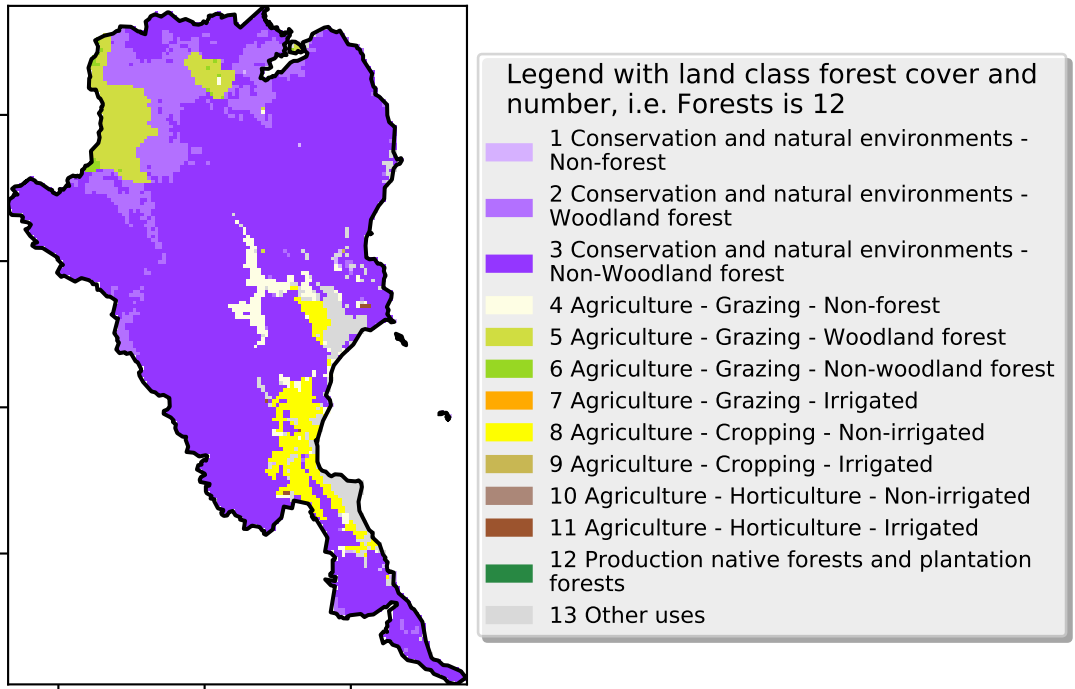 Legend with land class forest cover and
number, i.e. Forests is 12
1 Conservation and natural environments -
Non-forest
2 Conservation and natural environments -
Woodland forest
3 Conservation and natural environments -
Non-Woodland forest
4 Agriculture - Grazing - Non-forest
5 Agriculture - Grazing - Woodland forest
6 Agriculture - Grazing - Non-woodland forest
7 Agriculture - Grazing - Irrigated
8 Agriculture - Cropping - Non-irrigated
9 Agriculture - Cropping - Irrigated
10 Agriculture - Horticulture - Non-irrigated
11 Agriculture - Horticulture - Irrigated
12 Production native forests and plantation
forests
13 Other uses